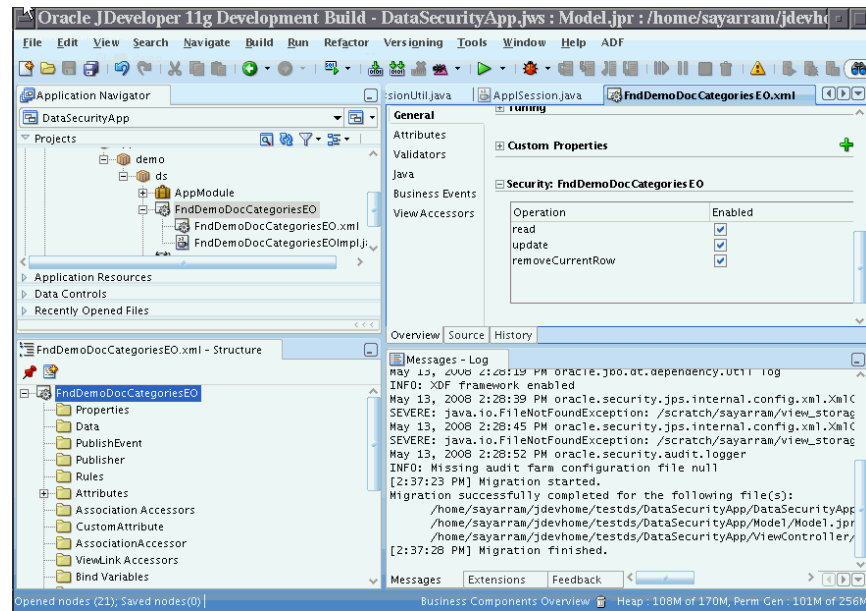 Oracle JDeveloper 11g Development Build - DataSecurityApp.jws : Model.jpr : /home/sayarram/jdevho
File Edit View Search Navigate Build Run Refactor Versioning Tools Window Help ADF
Application Navigator
DataSecurityApp
Projects
demo
ds
AppModule
FndDemoDocCategoriesEO
FndDemoDocCategoriesEO.xml
FndDemoDocCategoriesEOImpl.ja
Application Resources
Data Controls
Recently Opened Files
FndDemoDocCategoriesEO.xml - Structure
FndDemoDocCategoriesEO
Properties
Data
PublishEvent
Publisher
Rules
Attributes
Association Accessors
CustomAttribute
AssociationAccessor
ViewLink Accessors
Bind Variables
ssionUtil.java ApplSession.java FndDemoDocCategoriesEO.xml
General
Attributes
Validators
Java
Business Events
View Accessors
Tuning
Custom Properties
Security: FndDemoDocCategoriesEO
Operation Enabled
read
update
removeCurrentRow
Overview Source History
Messages - Log
May 13, 2008 2:28:19 PM oracle.jbo.dt.dependency.Util log
INFO: XDF framework enabled
May 13, 2008 2:28:39 PM oracle.security.jps.internal.config.xml.XmlC
SEVERE: java.io.FileNotFoundException: /scratch/sayarram/view_storag
May 13, 2008 2:28:45 PM oracle.security.jps.internal.config.xml.XmlC
SEVERE: java.io.FileNotFoundException: /scratch/sayarram/view_storag
May 13, 2008 2:28:52 PM oracle.security.audit.logger
INFO: Missing audit farm configuration file null
[2:37:23 PM] Migration started.
Migration successfully completed for the following file(s):
/home/sayarram/jdevhome/testds/DataSecurityApp/DataSecurityApp
/home/sayarram/jdevhome/testds/DataSecurityApp/Model/Model.jpr
/home/sayarram/jdevhome/testds/DataSecurityApp/ViewController/
[2:37:28 PM] Migration finished.
Messages Extensions Feedback
Opened nodes (21); Saved nodes(0) Business Components Overview Heap : 108M of 170M, Perm Gen : 101M of 256M